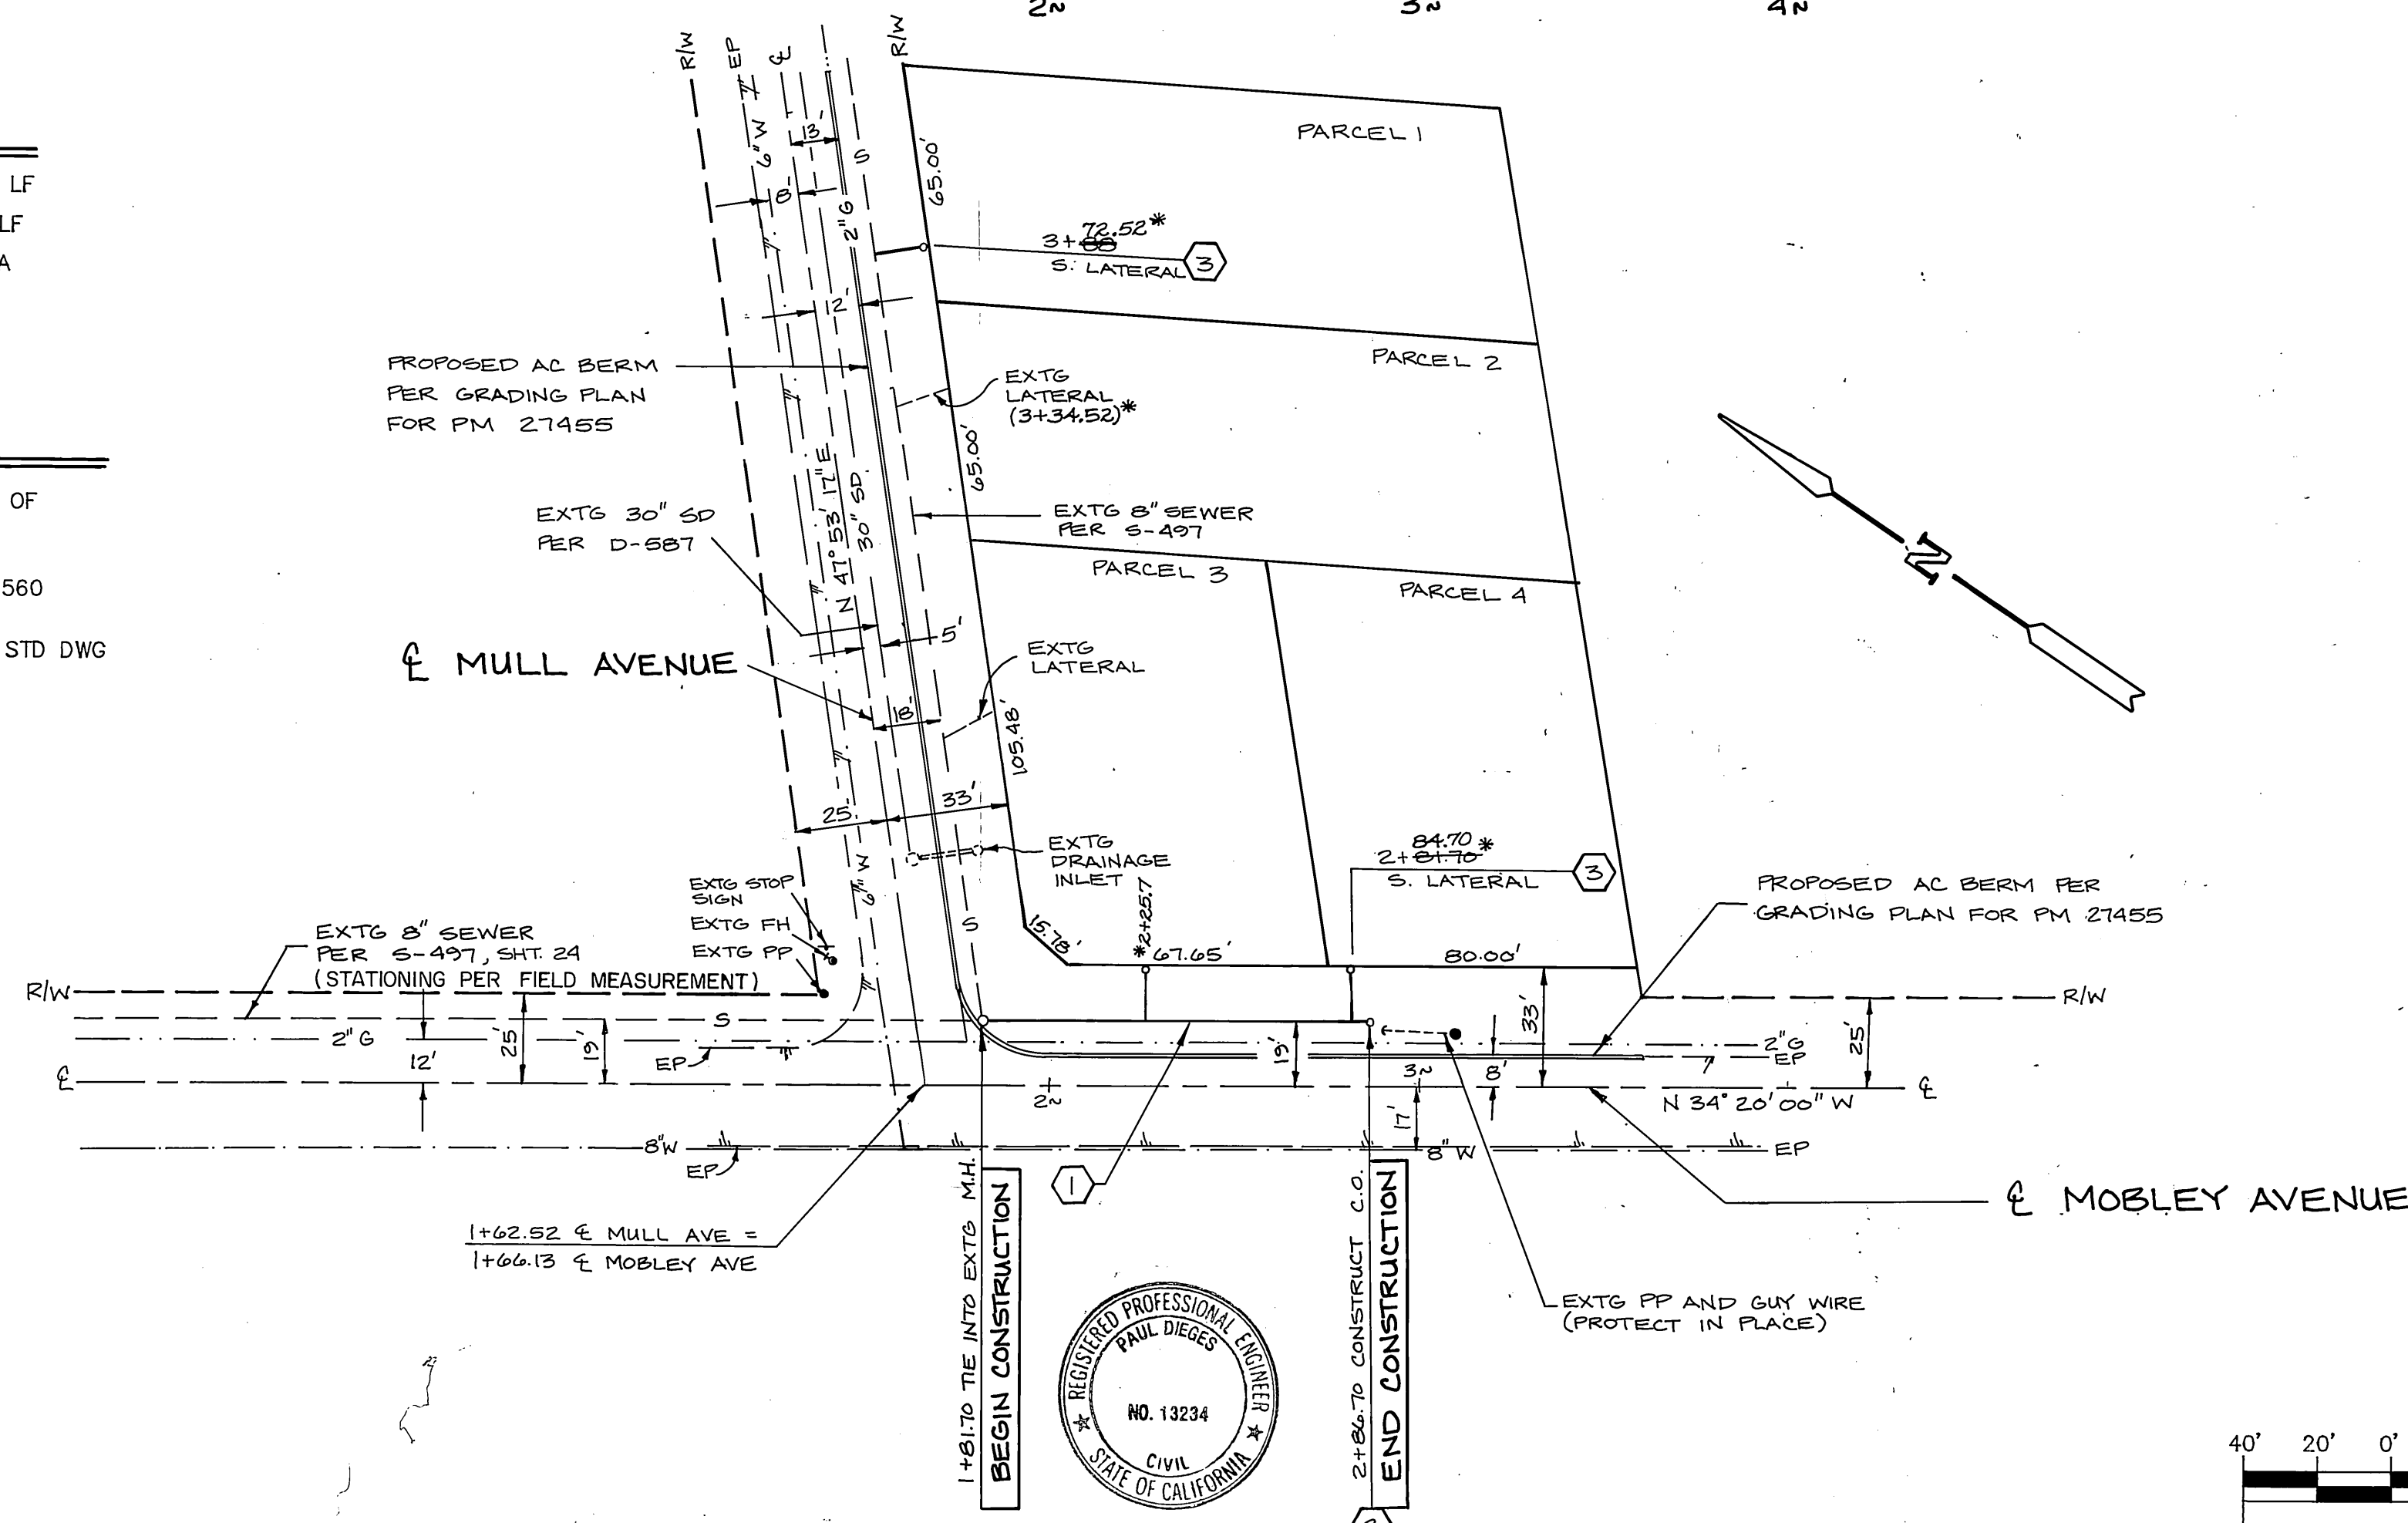 2~
3~
4~
LF
LF
A
OF
560
STD DWG
R/W
EP
℄
R/W
6" W
13'
8'
S
2" G
12'
65.00'
PARCEL 1
72.52*
3+88
S. LATERAL
3
PROPOSED AC BERM
PER GRADING PLAN
FOR PM 27455
EXTG
LATERAL
(3+34.52)*
PARCEL 2
65.00'
N 47° 53' 17" E
30" SD
EXTG 30" SD
PER D-587
EXTG 8" SEWER
PER S-497
PARCEL 3
PARCEL 4
5'
℄ MULL AVENUE
EXTG
LATERAL
18'
105.48'
25'
33'
EXTG
DRAINAGE
INLET
6" W
S
84.70*
2+81.70
S. LATERAL
3
EXTG STOP
SIGN
EXTG FH
EXTG PP
15.78'
*2+25.7
67.65'
80.00'
PROPOSED AC BERM PER
GRADING PLAN FOR PM 27455
EXTG 8" SEWER
PER S-497, SHT. 24
(STATIONING PER FIELD MEASUREMENT)
R/W
R/W
S
2" G
12'
25'
19'
EP
19'
33'
2" G
EP
7
25'
℄
2~
3~
8'
17'
℄
N 34° 20' 00" W
8"W
EP
8" W
EP
1
℄ MOBLEY AVENUE
1+62.52 ℄ MULL AVE =
1+66.13 ℄ MOBLEY AVE
1+81.70 TIE INTO EXTG M.H.
BEGIN CONSTRUCTION
2+86.70 CONSTRUCT C.O.
END CONSTRUCTION
EXTG PP AND GUY WIRE
(PROTECT IN PLACE)
REGISTERED PROFESSIONAL ENGINEER
PAUL DIEGES
NO. 13234
CIVIL
STATE OF CALIFORNIA
N
40' 20' 0'